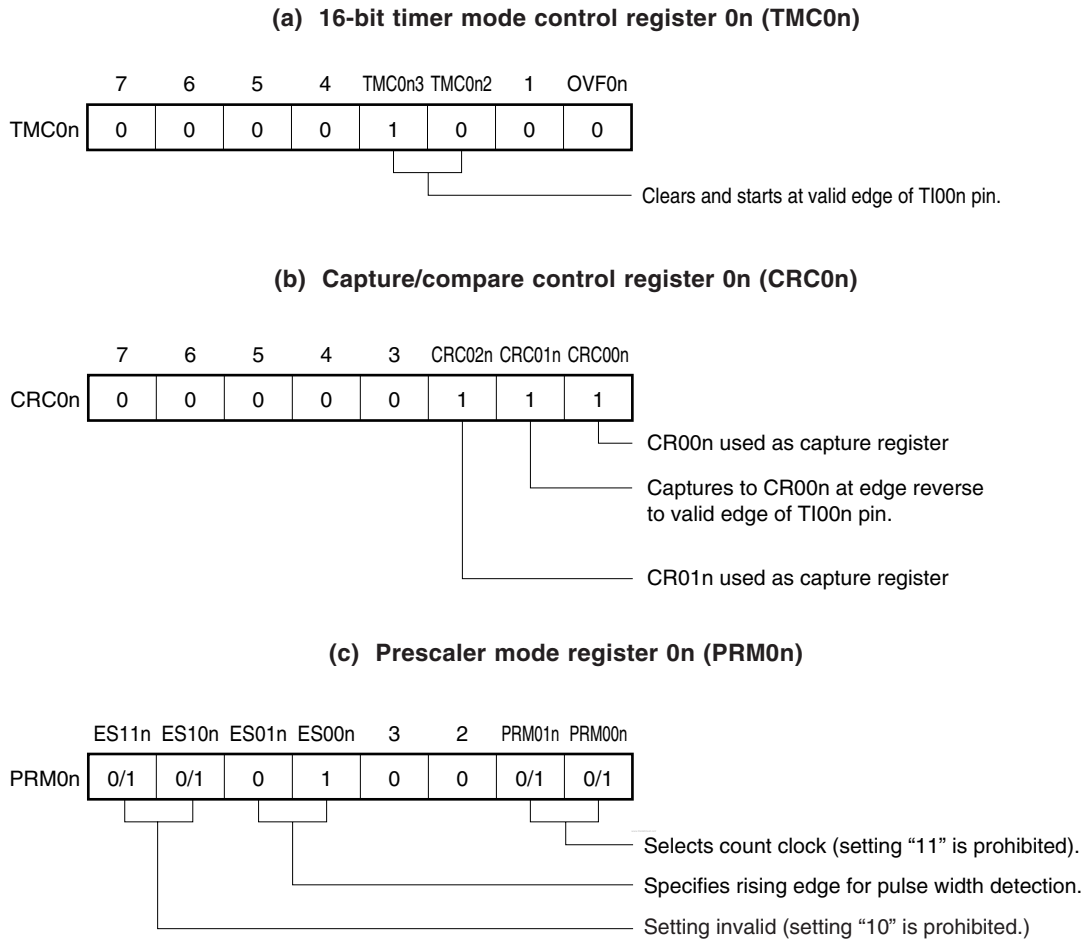 (a) 16-bit timer mode control register 0n (TMC0n)
7 6 5 4 TMC0n3 TMC0n2 1 OVF0n
TMC0n 0 0 0 0 1 0 0 0
Clears and starts at valid edge of TI00n pin.
(b) Capture/compare control register 0n (CRC0n)
7 6 5 4 3 CRC02n CRC01n CRC00n
CRC0n 0 0 0 0 0 1 1 1
CR00n used as capture register
Captures to CR00n at edge reverse
to valid edge of TI00n pin.
CR01n used as capture register
(c) Prescaler mode register 0n (PRM0n)
ES11n ES10n ES01n ES00n 3 2 PRM01n PRM00n
PRM0n 0/1 0/1 0 1 0 0 0/1 0/1
Selects count clock (setting “11” is prohibited).
Specifies rising edge for pulse width detection.
Setting invalid (setting “10” is prohibited.)